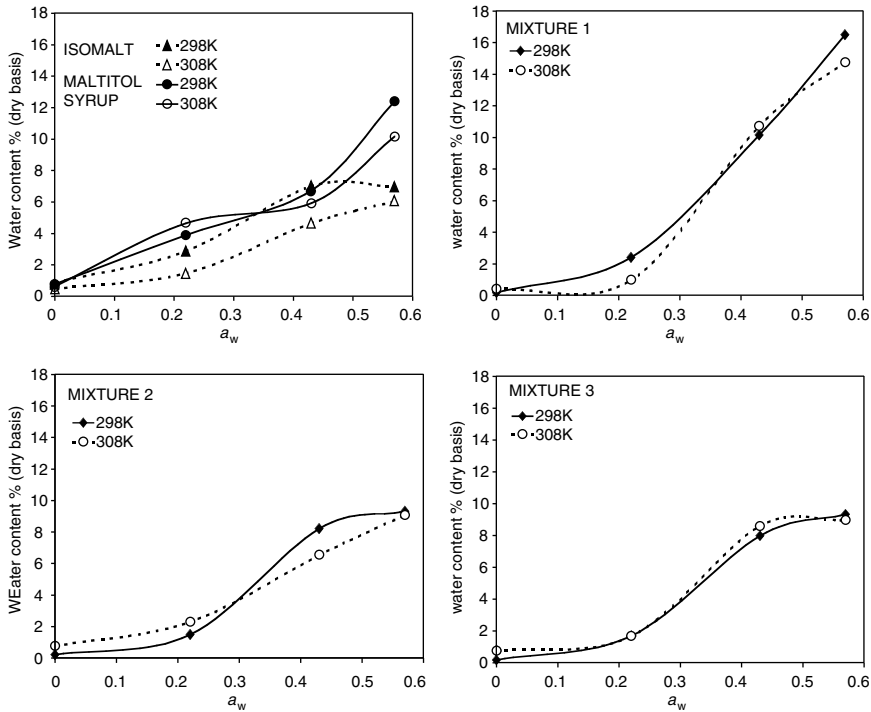 Water content % (dry basis)
18
16
14
12
10
8
6
4
2
0
ISOMALT
298K
308K
MALTITOL
SYRUP
298K
308K
0
0.1
0.2
0.3
0.4
0.5
0.6
aw
water content % (dry basis)
18
16
14
12
10
8
6
4
2
0
MIXTURE 1
298K
308K
0
0.1
0.2
0.3
0.4
0.5
0.6
aw
WEater content % (dry basis)
18
16
14
12
10
8
6
4
2
0
MIXTURE 2
298K
308K
0
0.1
0.2
0.3
0.4
0.5
0.6
aw
water content % (dry basis)
18
16
14
12
10
8
6
4
2
0
MIXTURE 3
298K
308K
0
0.1
0.2
0.3
0.4
0.5
0.6
aw